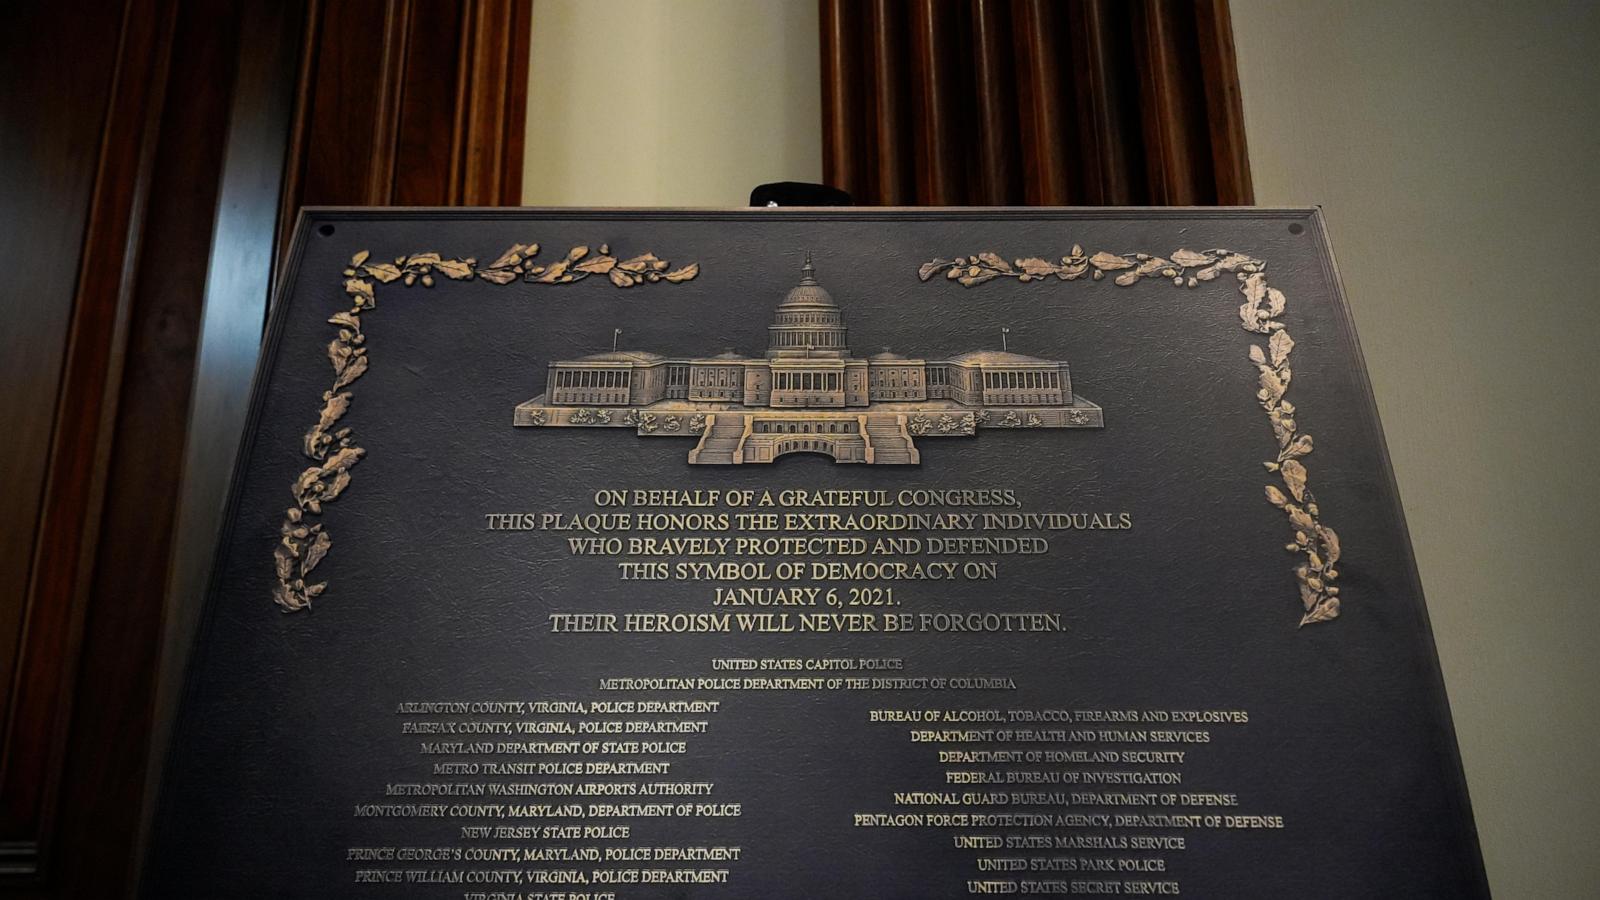 ON BEHALF OF A GRATEFUL CONGRESS,
THIS PLAQUE HONORS THE EXTRAORDINARY INDIVIDUALS
WHO BRAVELY PROTECTED AND DEFENDED
THIS SYMBOL OF DEMOCRACY ON
JANUARY 6, 2021.
THEIR HEROISM WILL NEVER BE FORGOTTEN.
UNITED STATES CAPITOL POLICE
METROPOLITAN POLICE DEPARTMENT OF THE DISTRICT OF COLUMBIA
ARLINGTON COUNTY, VIRGINIA, POLICE DEPARTMENT
FAIRFAX COUNTY, VIRGINIA, POLICE DEPARTMENT
MARYLAND DEPARTMENT OF STATE POLICE
METRO TRANSIT POLICE DEPARTMENT
METROPOLITAN WASHINGTON AIRPORTS AUTHORITY
MONTGOMERY COUNTY, MARYLAND, DEPARTMENT OF POLICE
NEW JERSEY STATE POLICE
PRINCE GEORGE'S COUNTY, MARYLAND, POLICE DEPARTMENT
PRINCE WILLIAM COUNTY, VIRGINIA, POLICE DEPARTMENT
VIRGINIA STATE POLICE
BUREAU OF ALCOHOL, TOBACCO, FIREARMS AND EXPLOSIVES
DEPARTMENT OF HEALTH AND HUMAN SERVICES
DEPARTMENT OF HOMELAND SECURITY
FEDERAL BUREAU OF INVESTIGATION
NATIONAL GUARD BUREAU, DEPARTMENT OF DEFENSE
PENTAGON FORCE PROTECTION AGENCY, DEPARTMENT OF DEFENSE
UNITED STATES MARSHALS SERVICE
UNITED STATES PARK POLICE
UNITED STATES SECRET SERVICE